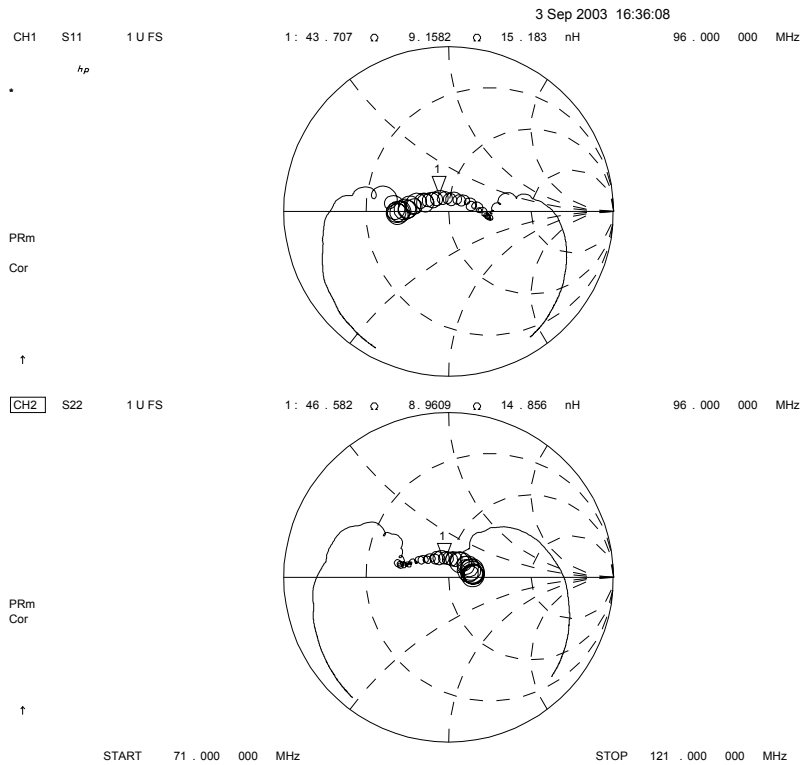 3 Sep 2003 16:36:08
CH1 S11 1 U FS 1: 43 . 707 Ω 9. 1582 Ω 15 . 183 nH 96 . 000 000 MHz
hp
*
1
PRm
Cor
↑
CH2 S22 1 U FS 1: 46 . 582 Ω 8. 9609 Ω 14 . 856 nH 96 . 000 000 MHz
1
PRm
Cor
↑
START 71 . 000 000 MHz STOP 121 . 000 000 MHz